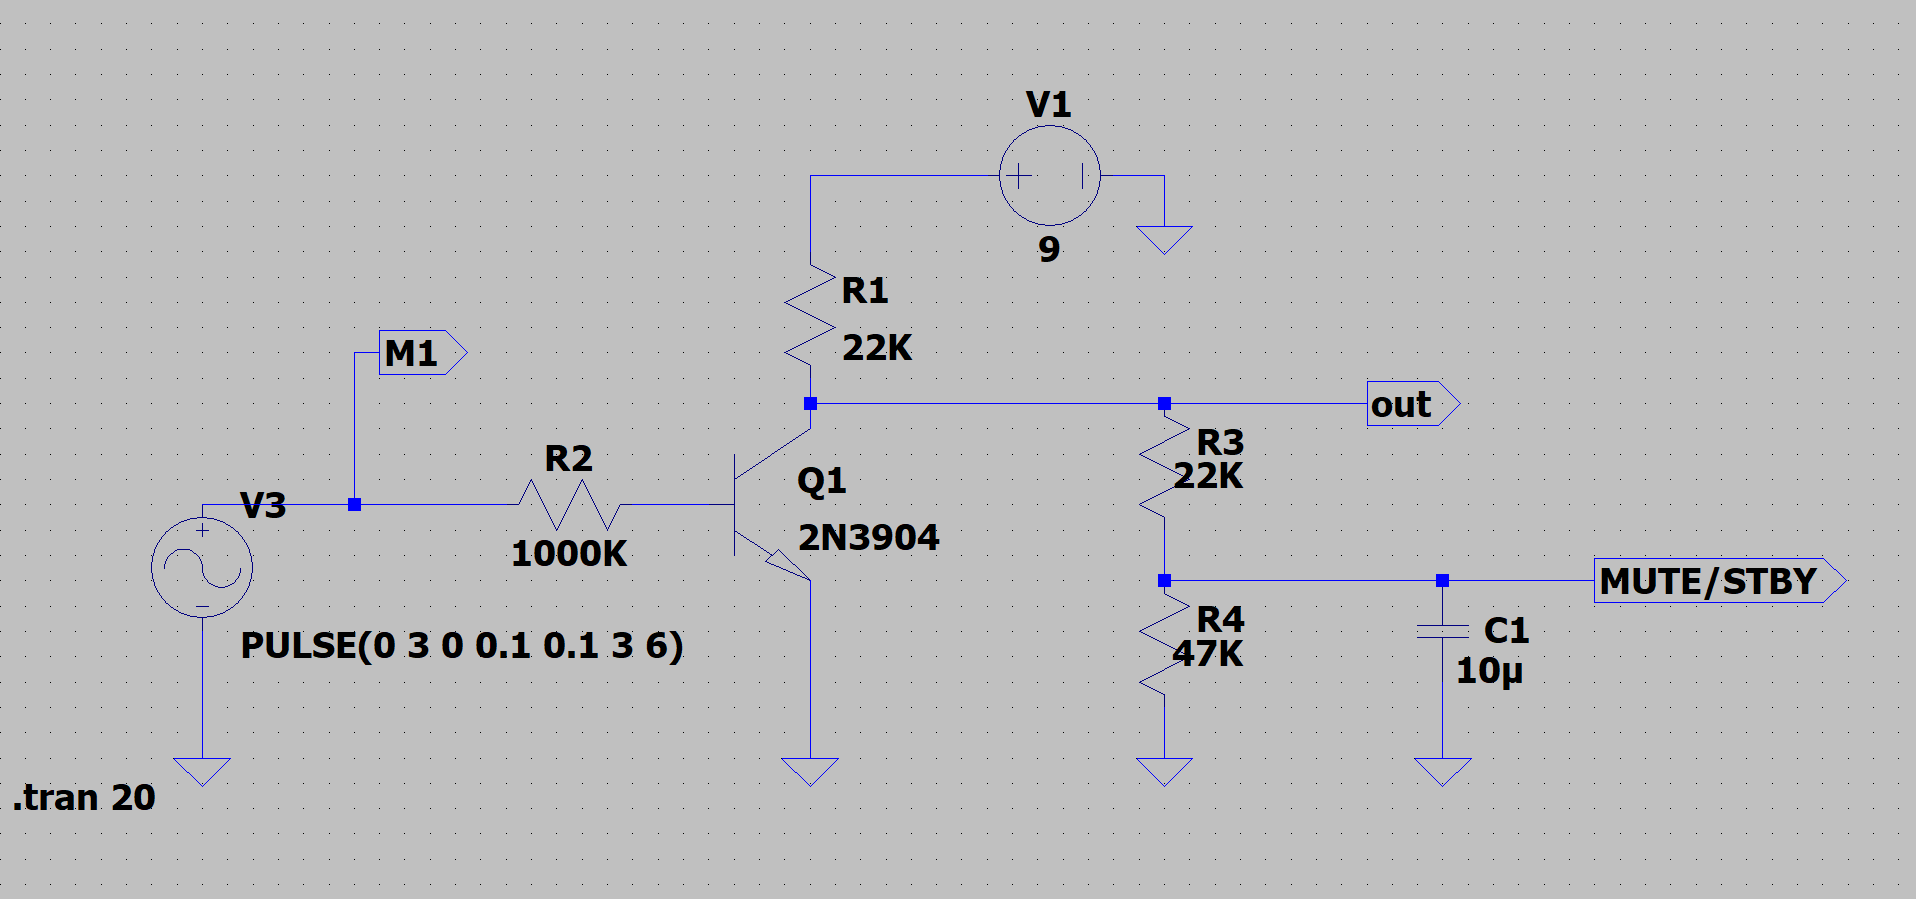 V1
9
R1
22K
M1
out
R2
1000K
V3
Q1
2N3904
R3
22K
MUTE/STBY
R4
47K
C1
10µ
PULSE(0 3 0 0.1 0.1 3 6)
.tran 20